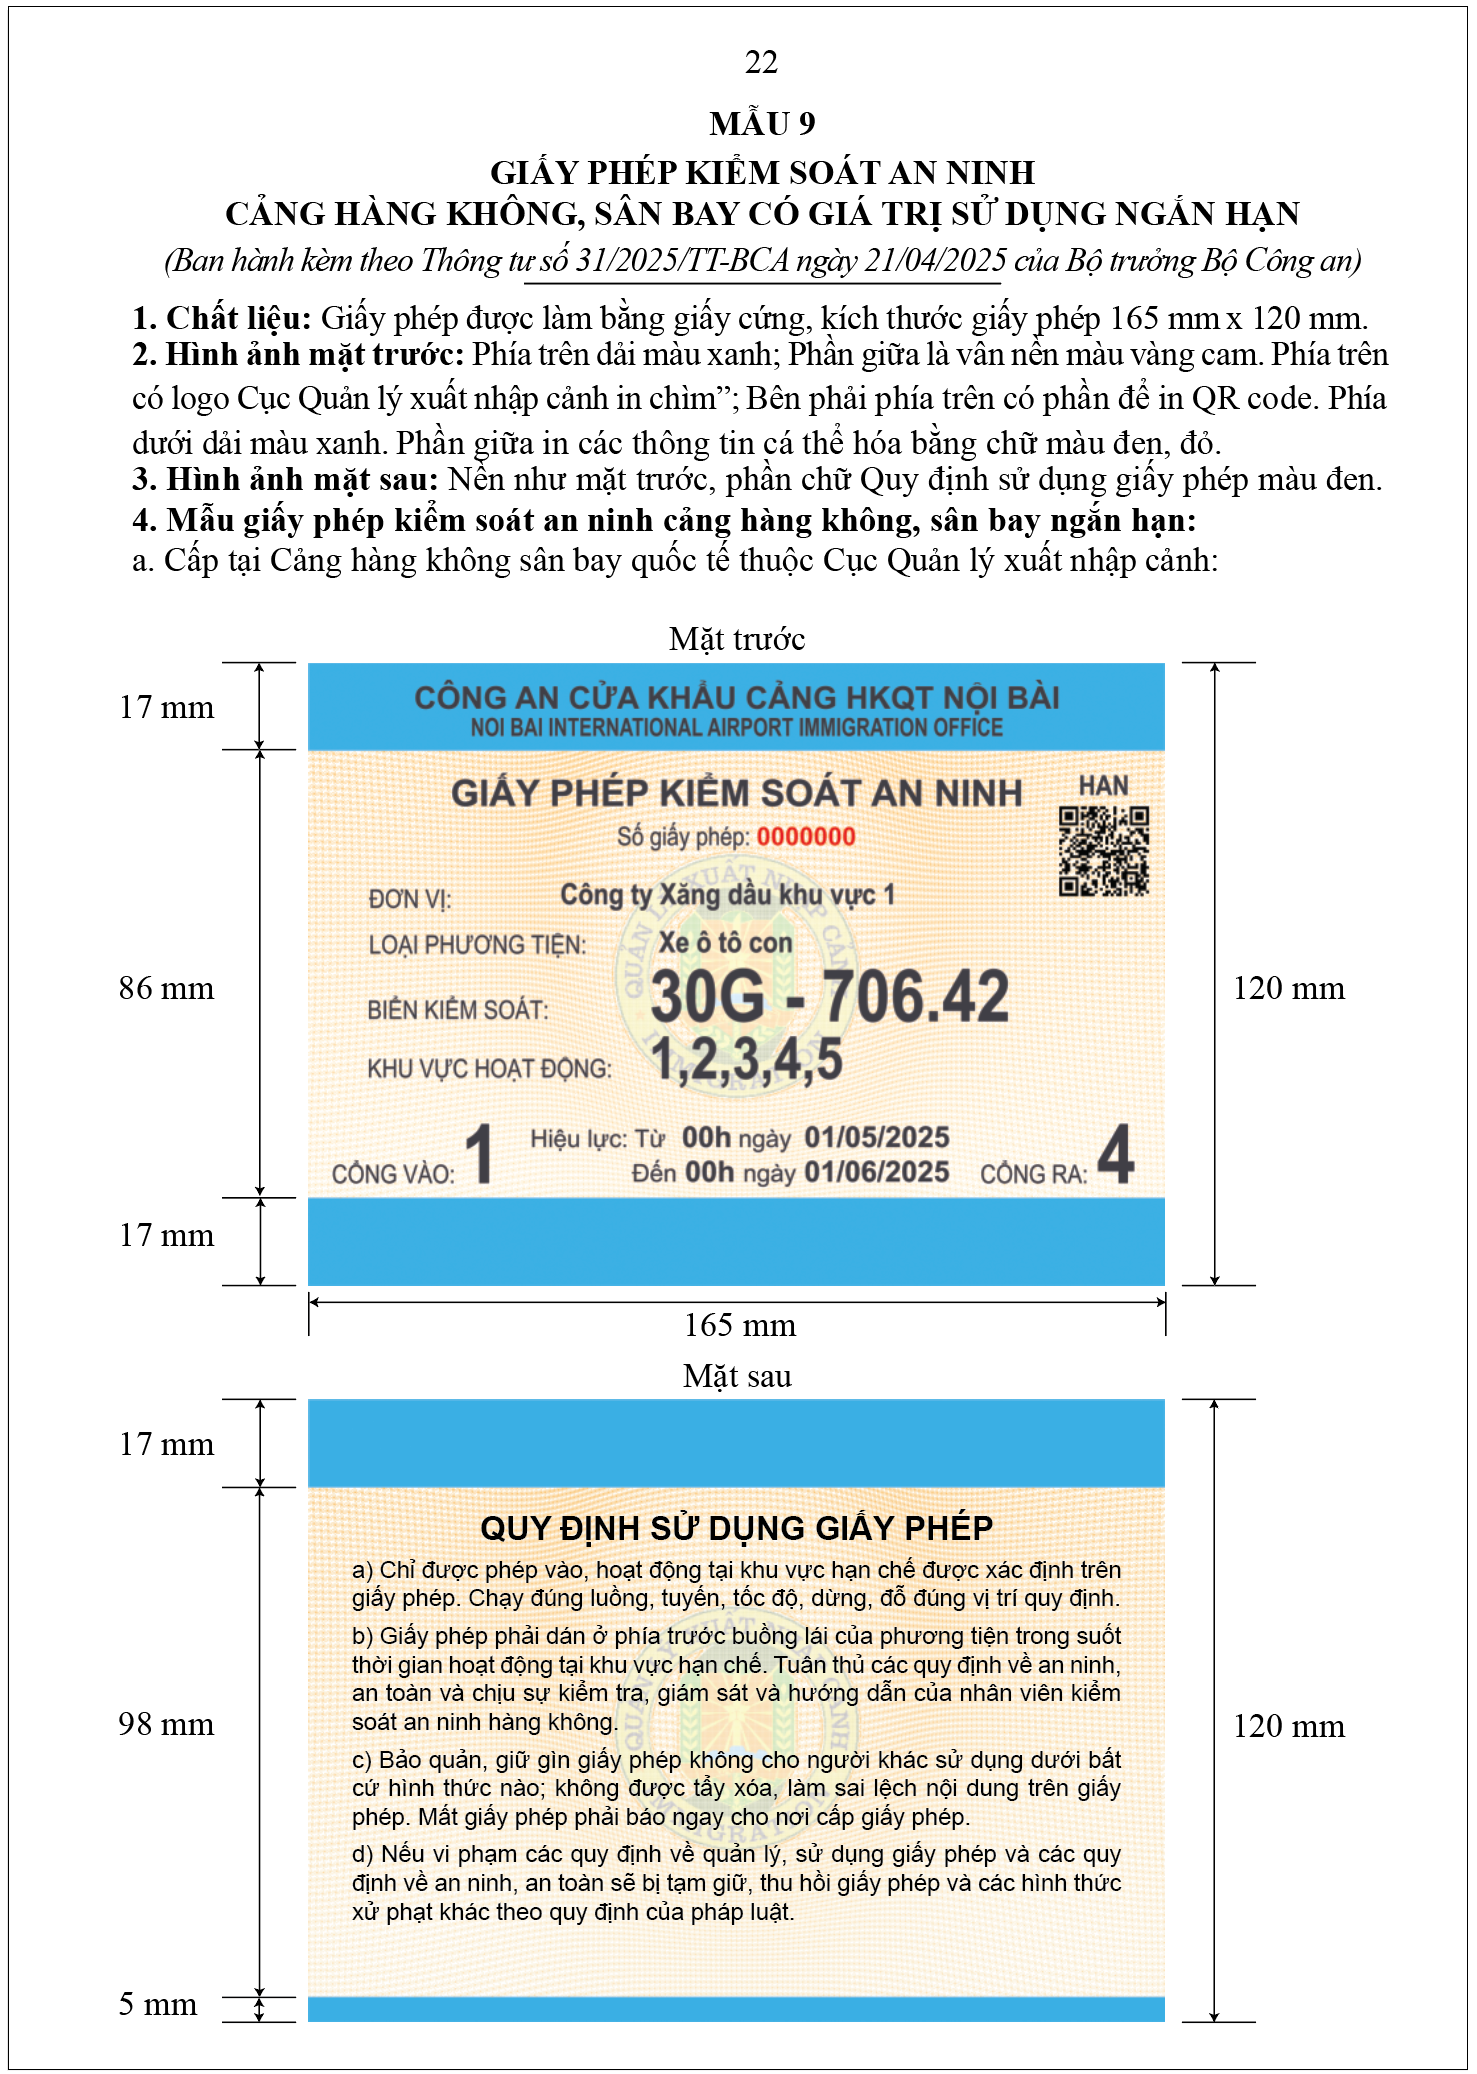 22
MẪU 9
GIẤY PHÉP KIỂM SOÁT AN NINH
CẢNG HÀNG KHÔNG, SÂN BAY CÓ GIÁ TRỊ SỬ DỤNG NGẮN HẠN
(Ban hành kèm theo Thông tư số 31/2025/TT-BCA ngày 21/04/2025 của Bộ trưởng Bộ Công an)
1. Chất liệu: Giấy phép được làm bằng giấy cứng, kích thước giấy phép 165 mm x 120 mm.
2. Hình ảnh mặt trước: Phía trên dải màu xanh; Phần giữa là vân nền màu vàng cam. Phía trên
có logo Cục Quản lý xuất nhập cảnh in chìm”; Bên phải phía trên có phần để in QR code. Phía
dưới dải màu xanh. Phần giữa in các thông tin cá thể hóa bằng chữ màu đen, đỏ.
3. Hình ảnh mặt sau: Nền như mặt trước, phần chữ Quy định sử dụng giấy phép màu đen.
4. Mẫu giấy phép kiểm soát an ninh cảng hàng không, sân bay ngắn hạn:
a. Cấp tại Cảng hàng không sân bay quốc tế thuộc Cục Quản lý xuất nhập cảnh:
Mặt trước
17 mm
CÔNG AN CỬA KHẨU CẢNG HKQT NỘI BÀI
NOI BAI INTERNATIONAL AIRPORT IMMIGRATION OFFICE
GIẤY PHÉP KIỂM SOÁT AN NINH
HAN
Số giấy phép: 0000000
QUẢN LÝ XUẤT NHẬP CẢNH
ĐƠN VỊ: Công ty Xăng dầu khu vực 1
LOẠI PHƯƠNG TIỆN: Xe ô tô con
86 mm
120 mm
BIỂN KIỂM SOÁT: 30G - 706.42
KHU VỰC HOẠT ĐỘNG: 1,2,3,4,5
IMMIGRATION
CỔNG VÀO: 1
Hiệu lực: Từ 00h ngày 01/05/2025
Đến 00h ngày 01/06/2025
CỔNG RA: 4
17 mm
165 mm
Mặt sau
17 mm
QUY ĐỊNH SỬ DỤNG GIẤY PHÉP
a) Chỉ được phép vào, hoạt động tại khu vực hạn chế được xác định trên
giấy phép. Chạy đúng luồng, tuyến, tốc độ, dừng, đỗ đúng vị trí quy định.
b) Giấy phép phải dán ở phía trước buồng lái của phương tiện trong suốt
thời gian hoạt động tại khu vực hạn chế. Tuân thủ các quy định về an ninh,
an toàn và chịu sự kiểm tra, giám sát và hướng dẫn của nhân viên kiểm
soát an ninh hàng không.
98 mm
120 mm
c) Bảo quản, giữ gìn giấy phép không cho người khác sử dụng dưới bất
cứ hình thức nào; không được tẩy xóa, làm sai lệch nội dung trên giấy
phép. Mất giấy phép phải báo ngay cho nơi cấp giấy phép.
d) Nếu vi phạm các quy định về quản lý, sử dụng giấy phép và các quy
định về an ninh, an toàn sẽ bị tạm giữ, thu hồi giấy phép và các hình thức
xử phạt khác theo quy định của pháp luật.
QUẢN LÝ XUẤT NHẬP CẢNH
IMMIGRATION
5 mm